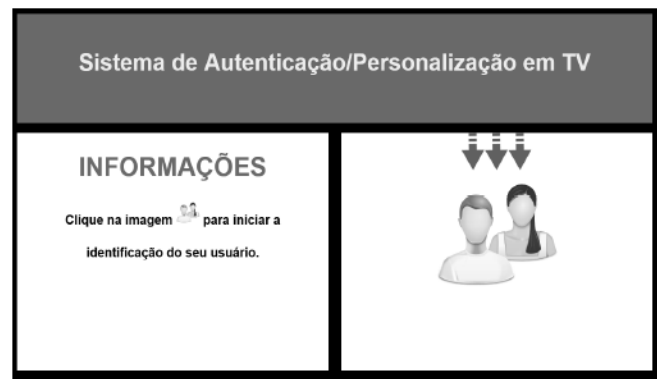 Sistema de Autenticação/Personalização em TV
INFORMAÇÕES
Clique na imagem para iniciar a
identificação do seu usuário.